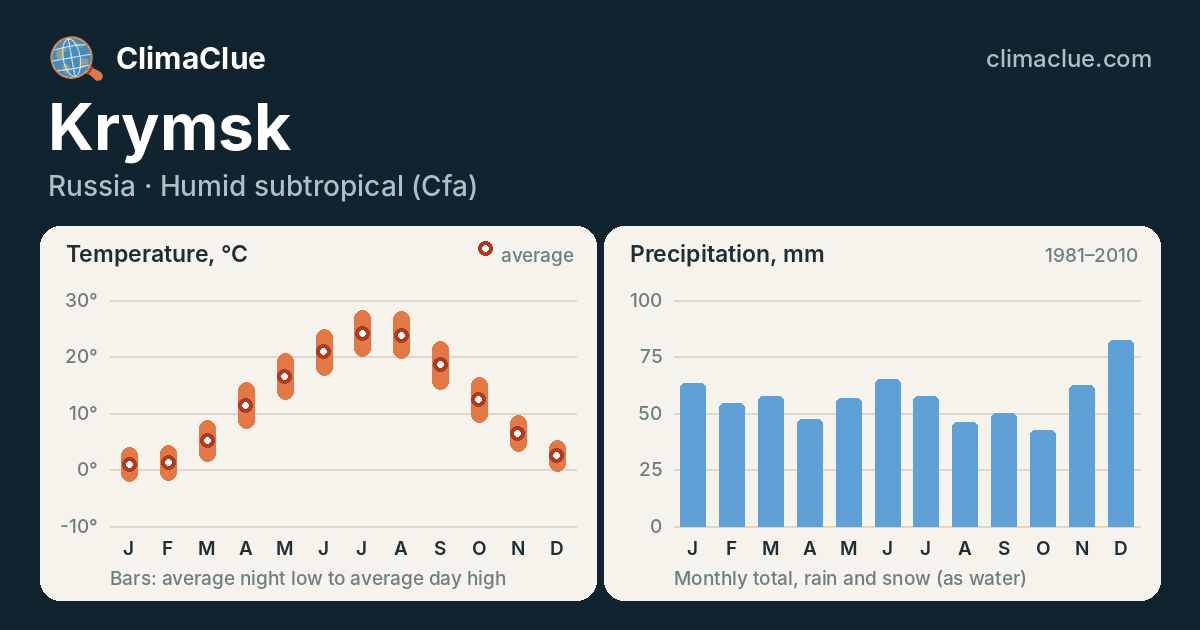 ClimaClue
climaclue.com
Krymsk
Russia · Humid subtropical (Cfa)
Temperature, °C
average
30°
20°
10°
0°
-10°
J F M A M J J A S O N D
Bars: average night low to average day high
Precipitation, mm
1981–2010
100
75
50
25
0
J F M A M J J A S O N D
Monthly total, rain and snow (as water)